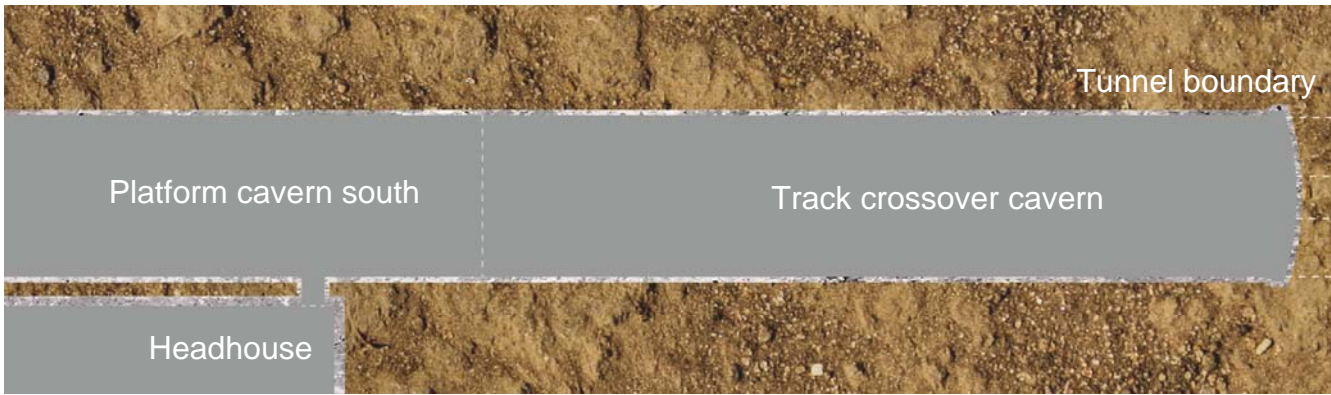 Tunnel boundary
Platform cavern south
Track crossover cavern
Headhouse